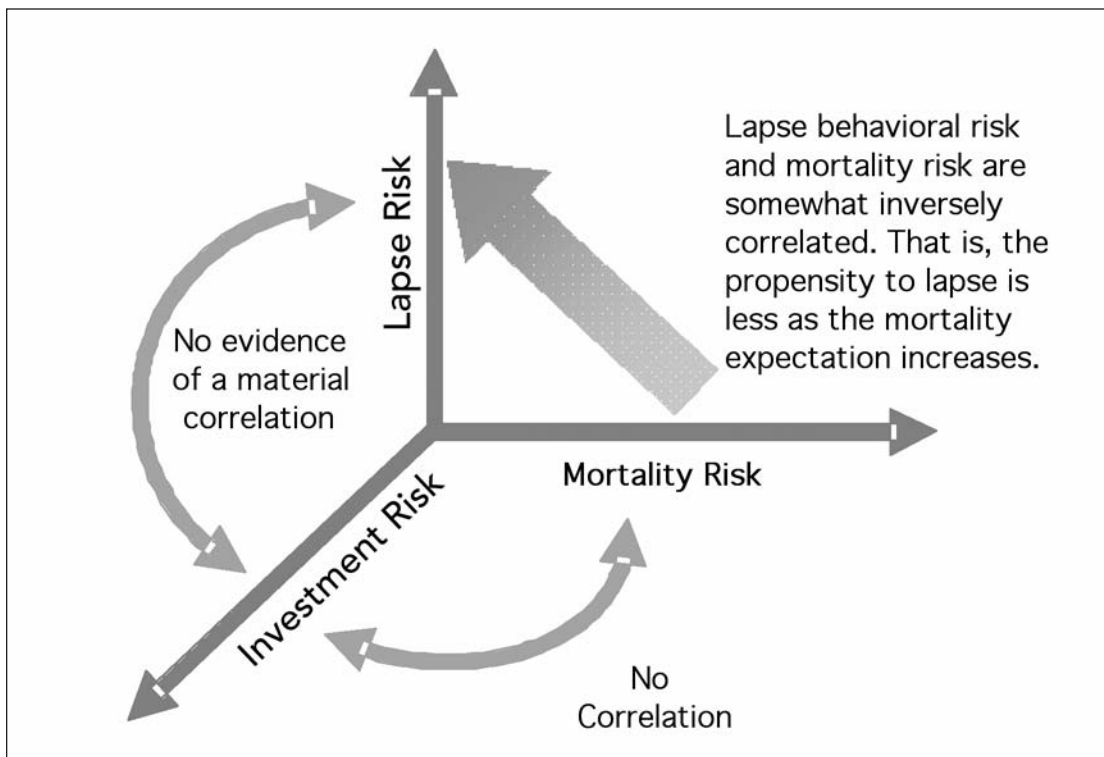 Lapse behavioral risk
and mortality risk are
somewhat inversely
correlated. That is, the
propensity to lapse is
less as the mortality
expectation increases.
Lapse Risk
No evidence
of a material
correlation
Mortality Risk
Investment Risk
No
Correlation